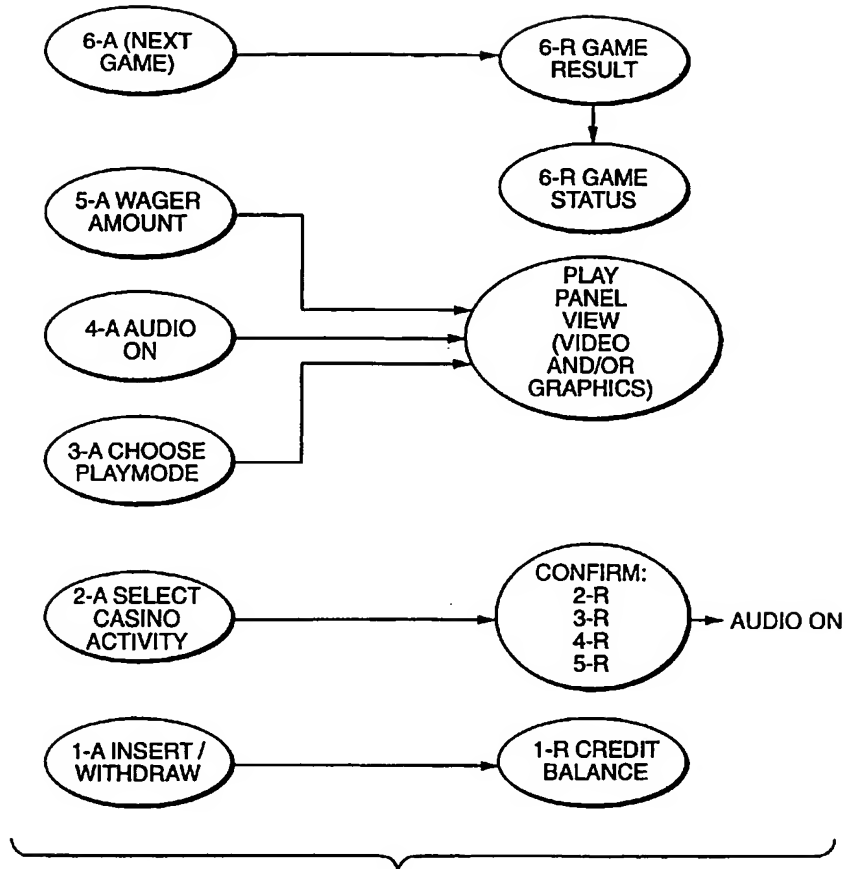 6-A (NEXT
GAME)
6-R GAME
RESULT
6-R GAME
STATUS
5-A WAGER
AMOUNT
4-A AUDIO
ON
3-A CHOOSE
PLAYMODE
PLAY
PANEL
VIEW
(VIDEO
AND/OR
GRAPHICS)
2-A SELECT
CASINO
ACTIVITY
CONFIRM:
2-R
3-R
4-R
5-R
AUDIO ON
1-A INSERT /
WITHDRAW
1-R CREDIT
BALANCE